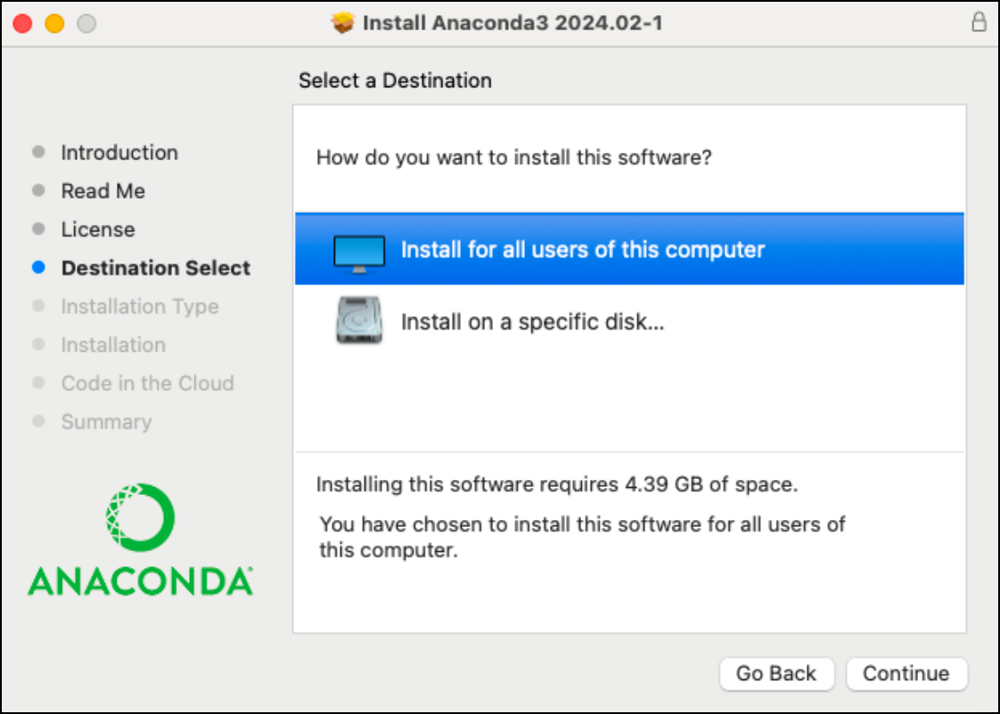 Install Anaconda3 2024.02-1
Select a Destination
Introduction
Read Me
License
Destination Select
Installation Type
Installation
Code in the Cloud
Summary
ANACONDA®
How do you want to install this software?
Install for all users of this computer
Install on a specific disk...
Installing this software requires 4.39 GB of space.
You have chosen to install this software for all users of
this computer.
Go Back
Continue